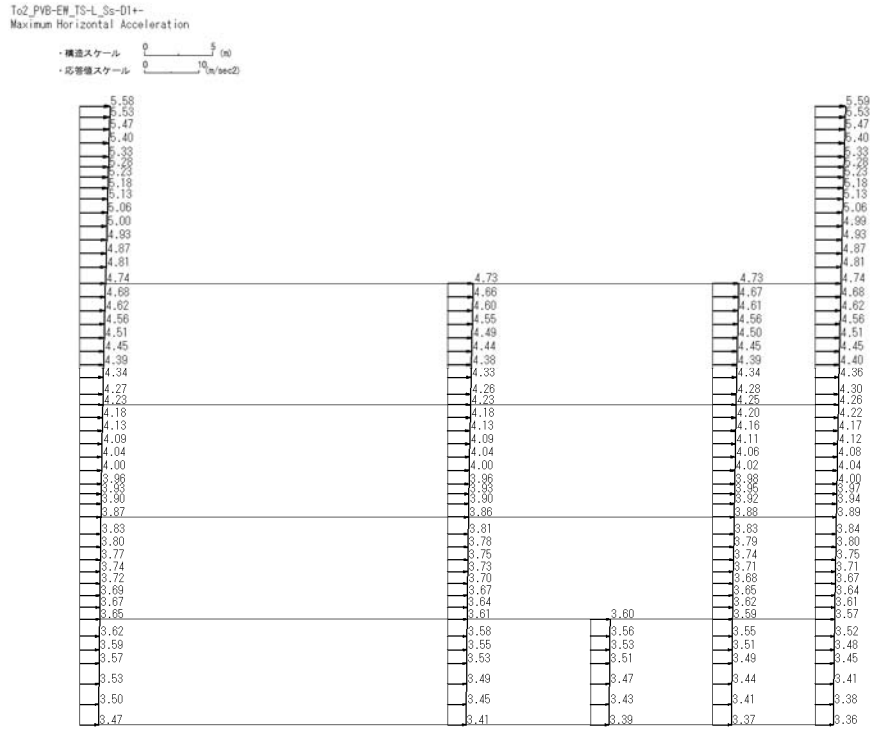 To2_PVB-EW_TS-L_Ss-D1+-
Maximum Horizontal Acceleration
・構造スケール 0 5 (m)
・応答値スケール 0 10 (m/sec2)
5.58 5.59
5.53 5.53
5.47 5.47
5.40 5.40
5.33 5.33
5.28 5.28
5.23 5.23
5.18 5.18
5.13 5.13
5.06 5.06
5.00 4.99
4.93 4.93
4.87 4.87
4.81 4.81
4.74 4.73 4.73 4.74
4.68 4.66 4.67 4.68
4.62 4.60 4.61 4.62
4.56 4.55 4.56 4.56
4.51 4.49 4.50 4.51
4.45 4.44 4.45 4.45
4.39 4.38 4.39 4.40
4.34 4.33 4.34 4.36
4.27 4.26 4.28 4.30
4.23 4.23 4.25 4.26
4.18 4.18 4.20 4.22
4.13 4.13 4.16 4.17
4.09 4.09 4.11 4.12
4.04 4.04 4.06 4.08
4.00 4.00 4.02 4.04
3.96 3.96 3.98 4.00
3.93 3.93 3.95 3.97
3.90 3.90 3.92 3.94
3.87 3.86 3.88 3.89
3.83 3.81 3.83 3.84
3.80 3.78 3.79 3.80
3.77 3.75 3.74 3.75
3.74 3.73 3.71 3.71
3.72 3.70 3.68 3.67
3.69 3.67 3.65 3.64
3.67 3.64 3.62 3.61
3.65 3.61 3.60 3.59 3.57
3.62 3.58 3.56 3.55 3.52
3.59 3.55 3.53 3.51 3.48
3.57 3.53 3.51 3.49 3.45
3.53 3.49 3.47 3.44 3.41
3.50 3.45 3.43 3.41 3.38
3.47 3.41 3.39 3.37 3.36